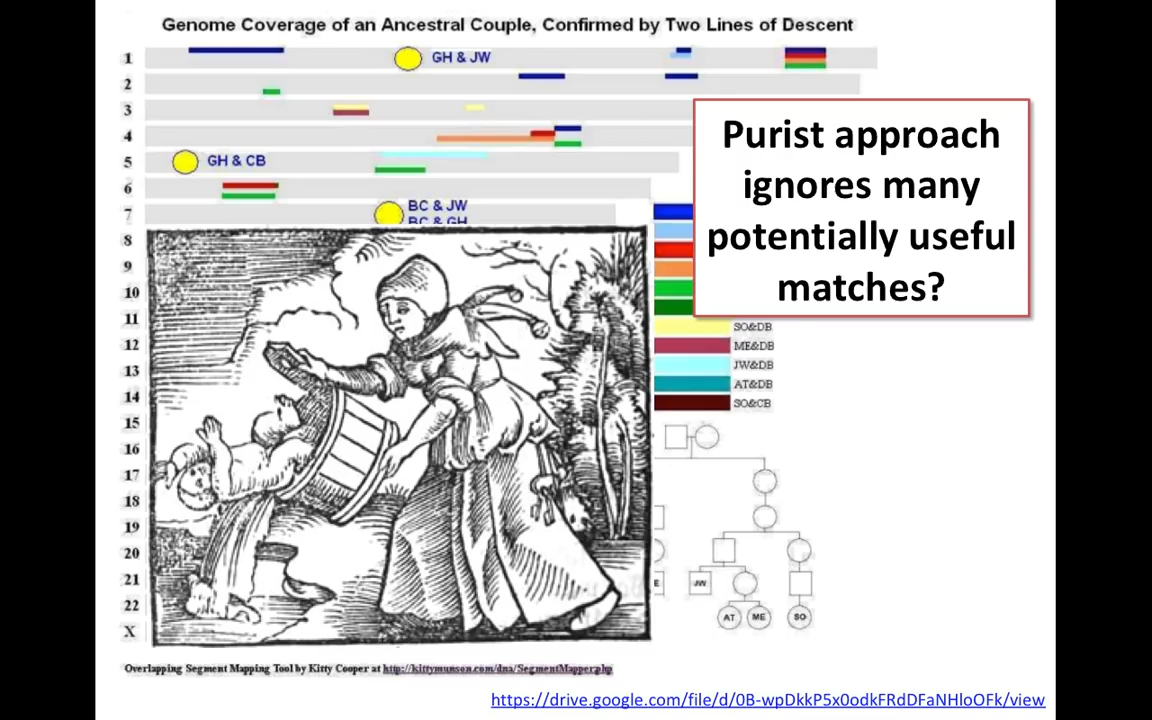 Genome Coverage of an Ancestral Couple, Confirmed by Two Lines of Descent
1
GH & JW
2
3
4
5
GH & CB
6
7
BC & JW
BC & GH
Purist approach
ignores many
potentially useful
matches?
8
9
10
11
12
13
14
15
16
17
18
19
20
21
22
X
SO&DB
ME&DB
JW&DB
AT&DB
SO&CB
E
JW
AT
ME
SO
Overlapping Segment Mapping Tool by Kitty Cooper at http://kittymunson.com/dna/SegmentMapper.php
https://drive.google.com/file/d/0B-wpDkkP5x0odkFRdDFaNHloOFk/view